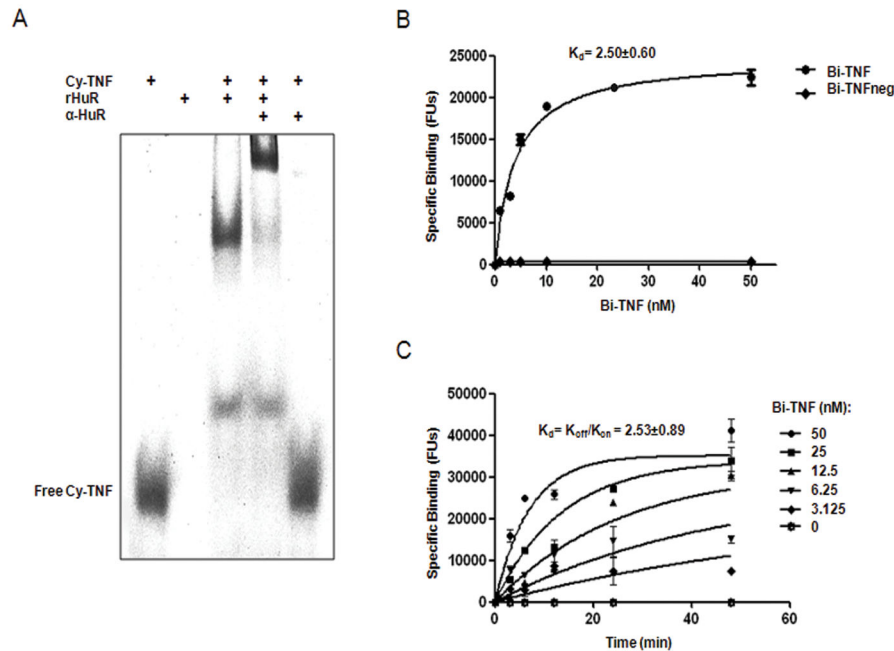 A
Cy-TNF + + + +
rHuR + + +
α-HuR + +
Free Cy-TNF
B
Kd= 2.50±0.60
Specific Binding (FUs)
25000
20000
15000
10000
5000
0
0 10 20 30 40 50
Bi-TNF (nM)
Bi-TNF
Bi-TNFneg
C
Kd= Koff/Kon = 2.53±0.89
Specific Binding (FUs)
50000
40000
30000
20000
10000
0
0 20 40 60
Time (min)
Bi-TNF (nM):
50
25
12.5
6.25
3.125
0